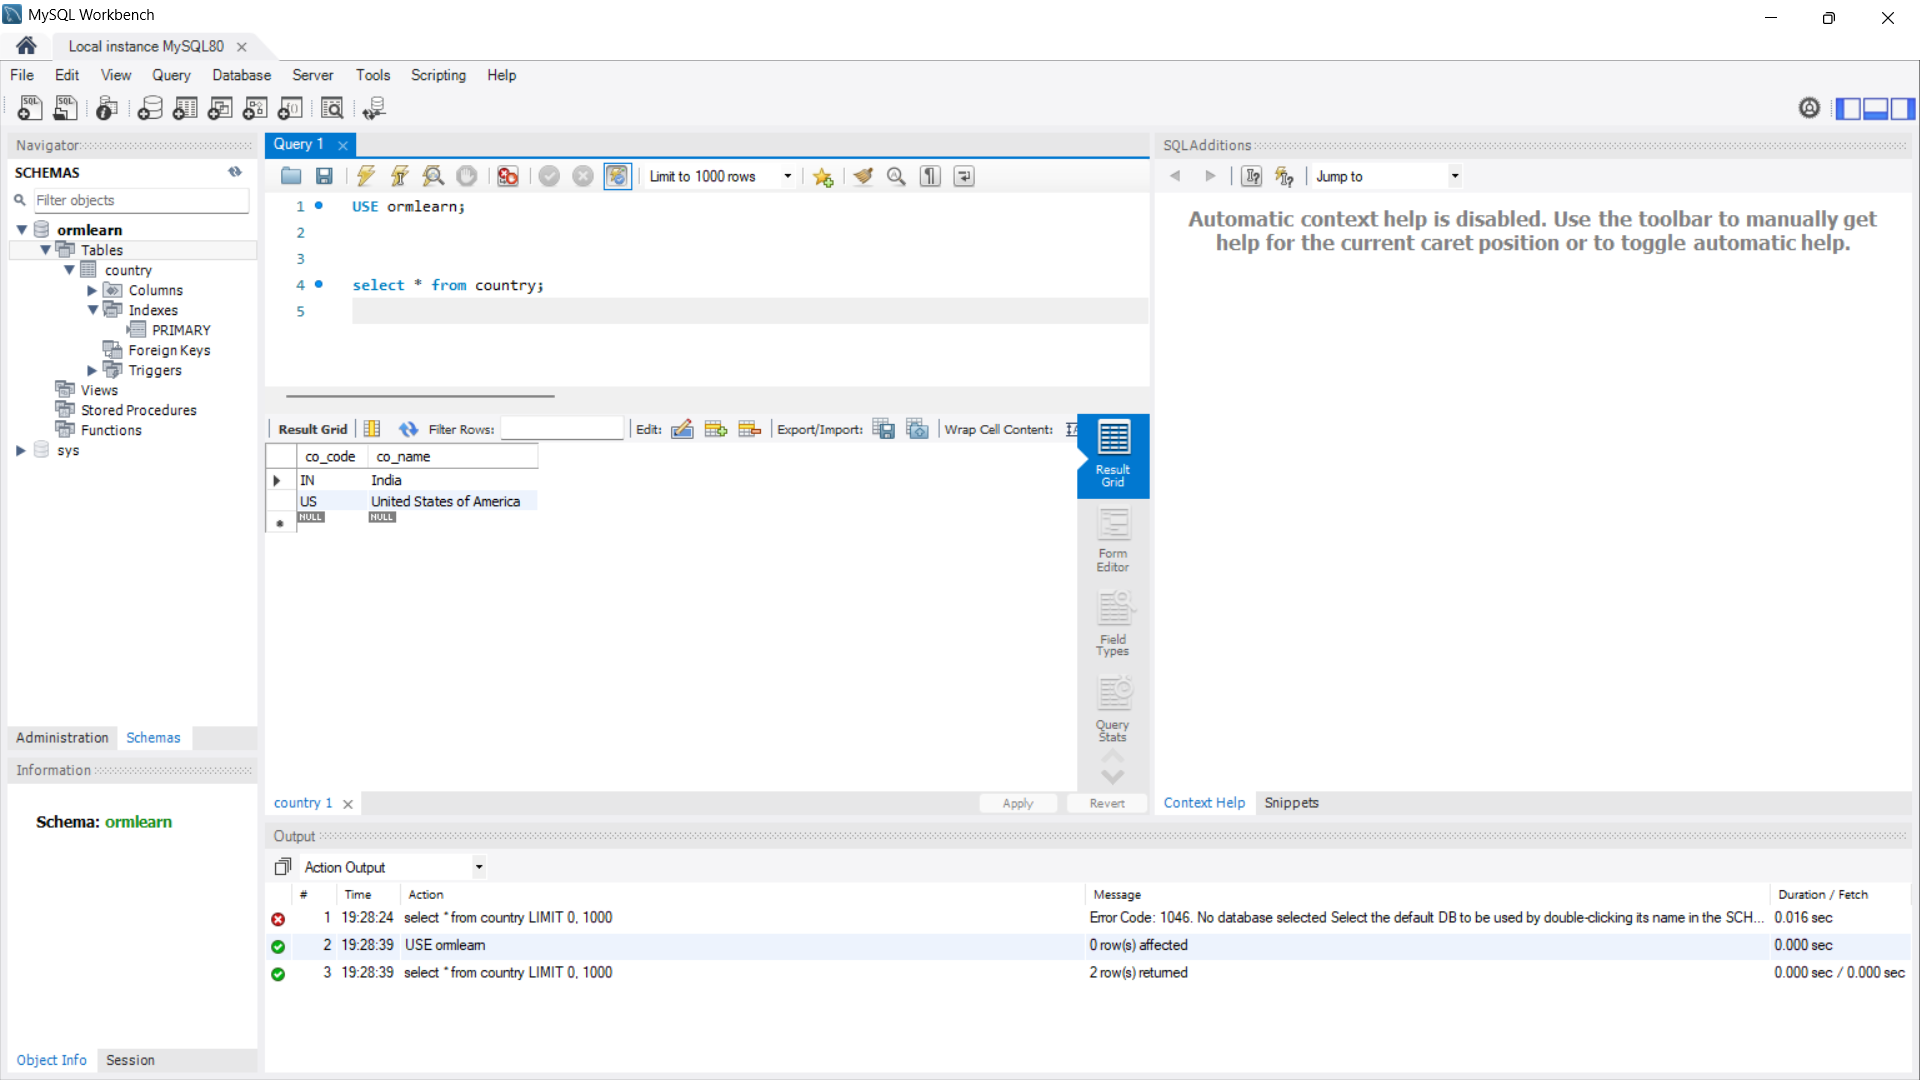 MySQL Workbench
Local instance MySQL80
File Edit View Query Database Server Tools Scripting Help
Navigator
SCHEMAS
Filter objects
ormlearn
Tables
country
Columns
Indexes
PRIMARY
Foreign Keys
Triggers
Views
Stored Procedures
Functions
sys
Administration Schemas
Information
Schema: ormlearn
Object Info Session
Query 1
Limit to 1000 rows
1 USE ormlearn;
2
3
4 select * from country;
5
Result Grid Filter Rows: Edit: Export/Import: Wrap Cell Content:
co_code co_name
IN India
US United States of America
NULL NULL
Result
Grid
Form
Editor
Field
Types
Query
Stats
country 1 Apply Revert
SQLAdditions
Jump to
Automatic context help is disabled. Use the toolbar to manually get
help for the current caret position or to toggle automatic help.
Context Help Snippets
Output
Action Output
# Time Action Message Duration / Fetch
1 19:28:24 select * from country LIMIT 0, 1000 Error Code: 1046. No database selected Select the default DB to be used by double-clicking its name in the SCH... 0.016 sec
2 19:28:39 USE ormlearn 0 row(s) affected 0.000 sec
3 19:28:39 select * from country LIMIT 0, 1000 2 row(s) returned 0.000 sec / 0.000 sec